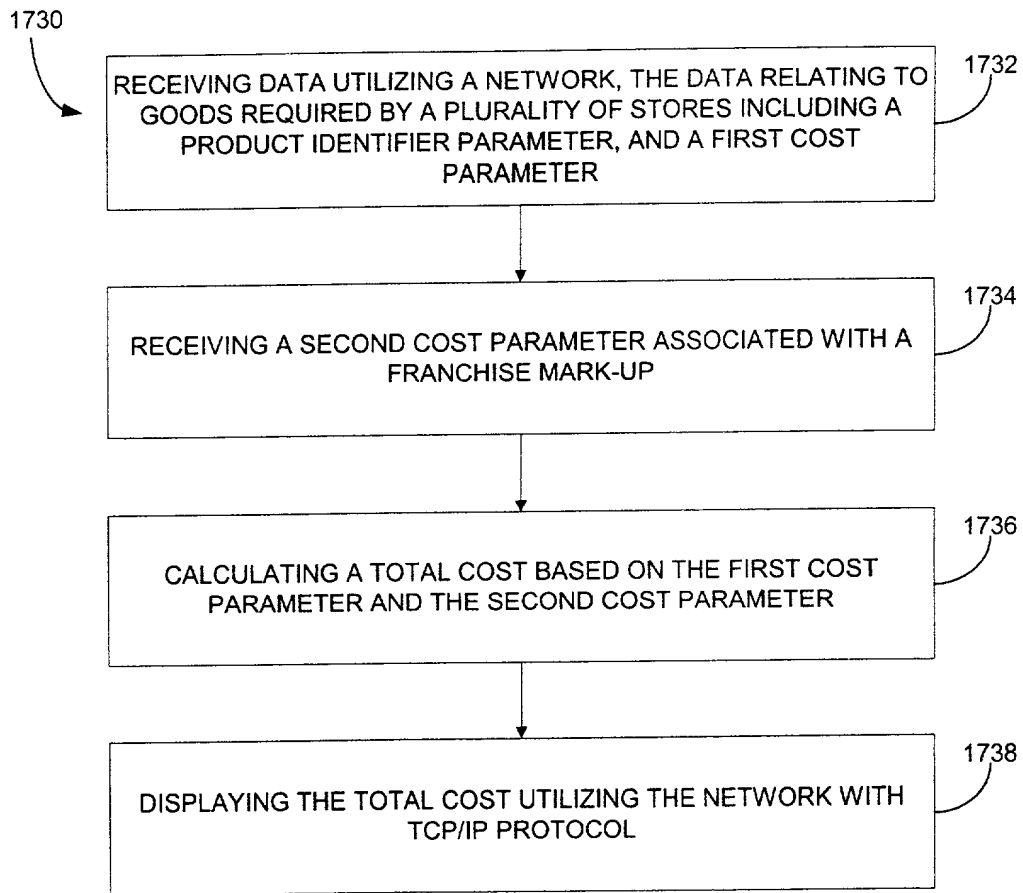 1730
1732
RECEIVING DATA UTILIZING A NETWORK, THE DATA RELATING TO
GOODS REQUIRED BY A PLURALITY OF STORES INCLUDING A
PRODUCT IDENTIFIER PARAMETER, AND A FIRST COST
PARAMETER
1734
RECEIVING A SECOND COST PARAMETER ASSOCIATED WITH A
FRANCHISE MARK-UP
1736
CALCULATING A TOTAL COST BASED ON THE FIRST COST
PARAMETER AND THE SECOND COST PARAMETER
1738
DISPLAYING THE TOTAL COST UTILIZING THE NETWORK WITH
TCP/IP PROTOCOL